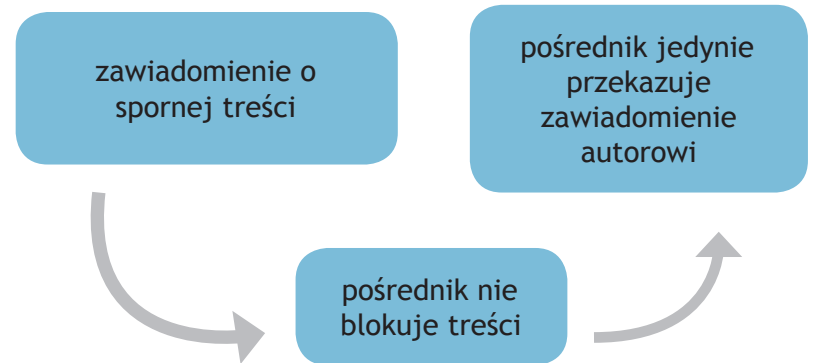 zawiadomienie o
spornej treści
pośrednik nie
blokuje treści
pośrednik jedynie
przekazuje
zawiadomienie
autorowi